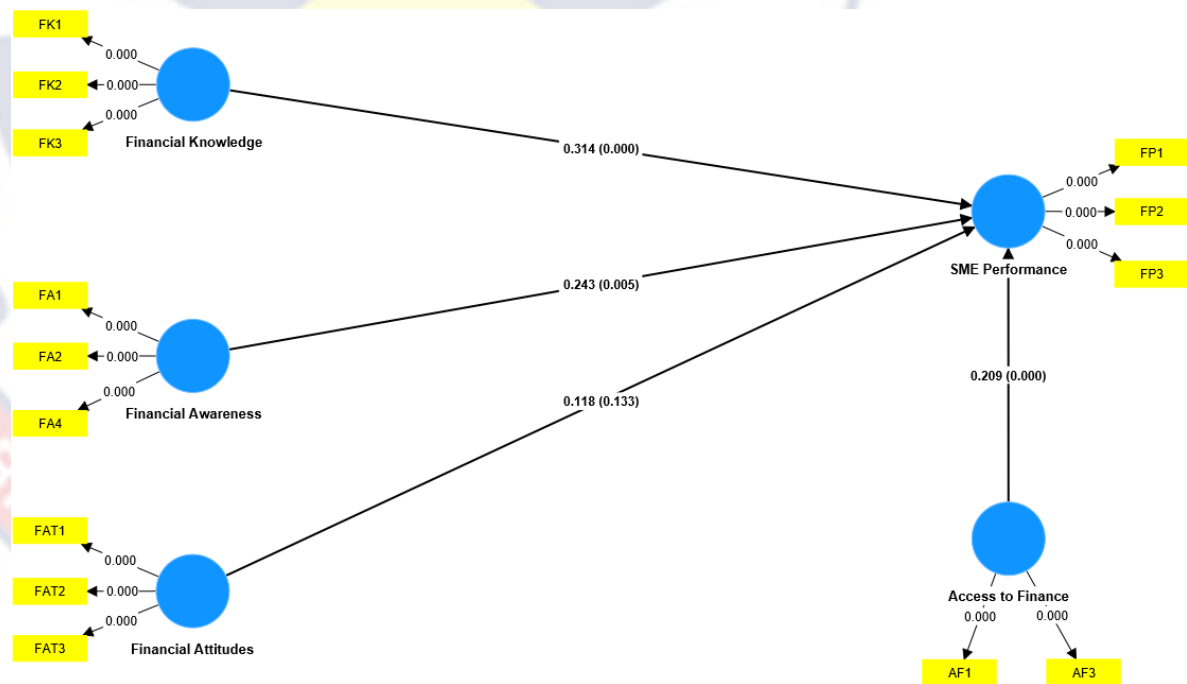 FK1
0.000
FK2
0.000
FK3
0.000
Financial Knowledge
0.314 (0.000)
FP1
0.000
FP2
0.000
FP3
0.000
SME Performance
FA1
0.000
FA2
0.000
FA4
0.000
Financial Awareness
0.243 (0.005)
0.209 (0.000)
0.118 (0.133)
FAT1
0.000
FAT2
0.000
FAT3
0.000
Financial Attitudes
Access to Finance
0.000
0.000
AF1
AF3